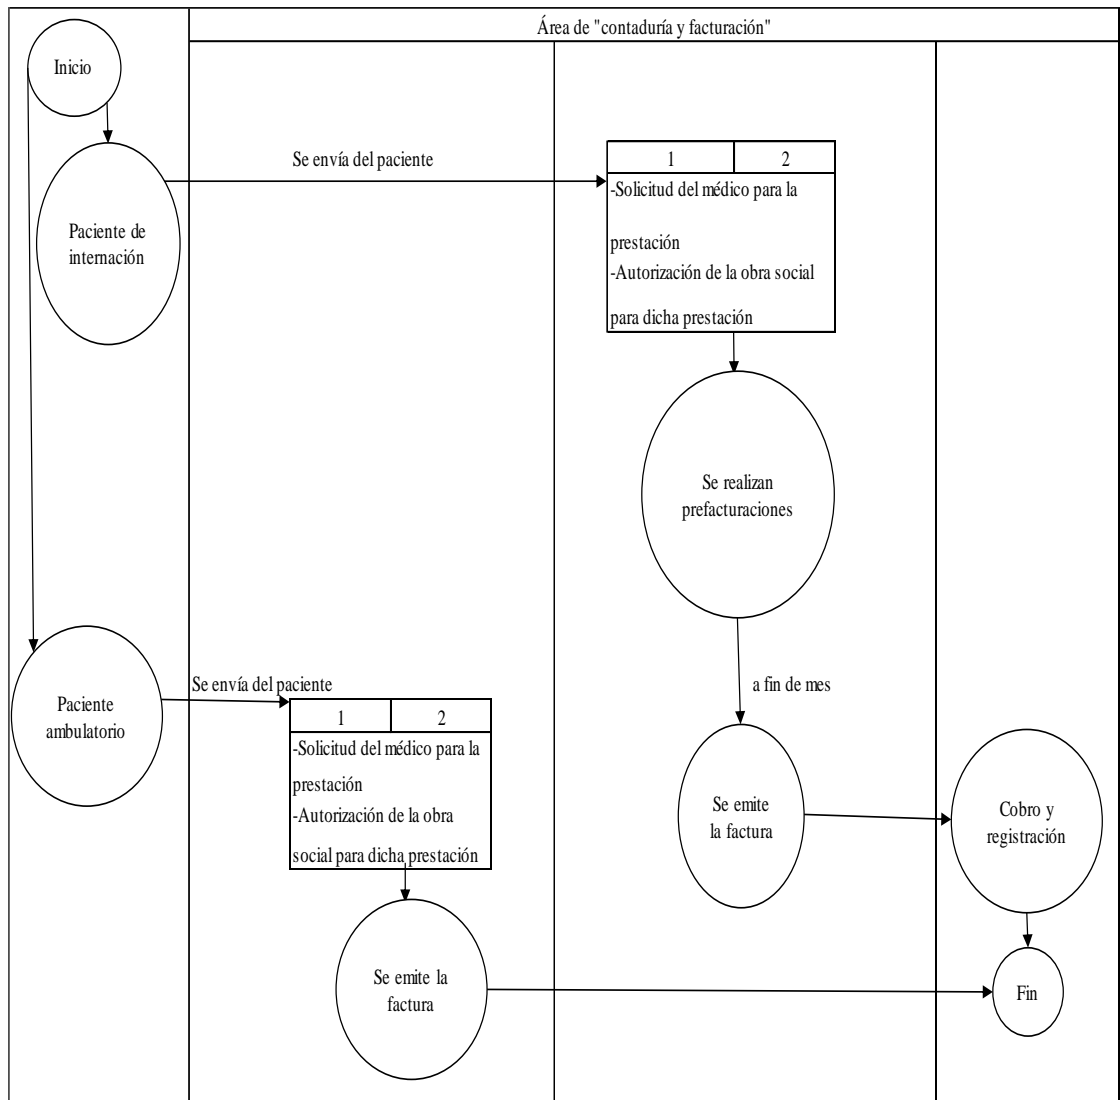 Área de "contaduría y facturación"
Inicio
Se envía del paciente
1 2
-Solicitud del médico para la
prestación
-Autorización de la obra social
para dicha prestación
Paciente de
internación
Se realizan
prefacturaciones
a fin de mes
Paciente
ambulatorio
Se envía del paciente
1 2
-Solicitud del médico para la
prestación
-Autorización de la obra
social para dicha prestación
Se emite
la factura
Cobro y
registración
Se emite la
factura
Fin